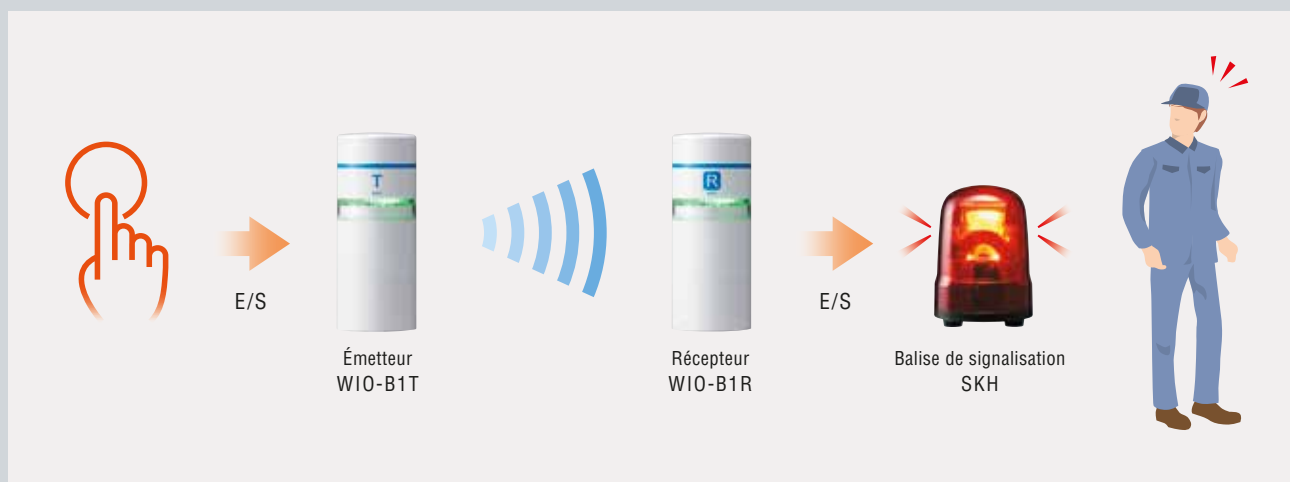 T
R
E/S
E/S
Émetteur
WIO-B1T
Récepteur
WIO-B1R
Balise de signalisation
SKH